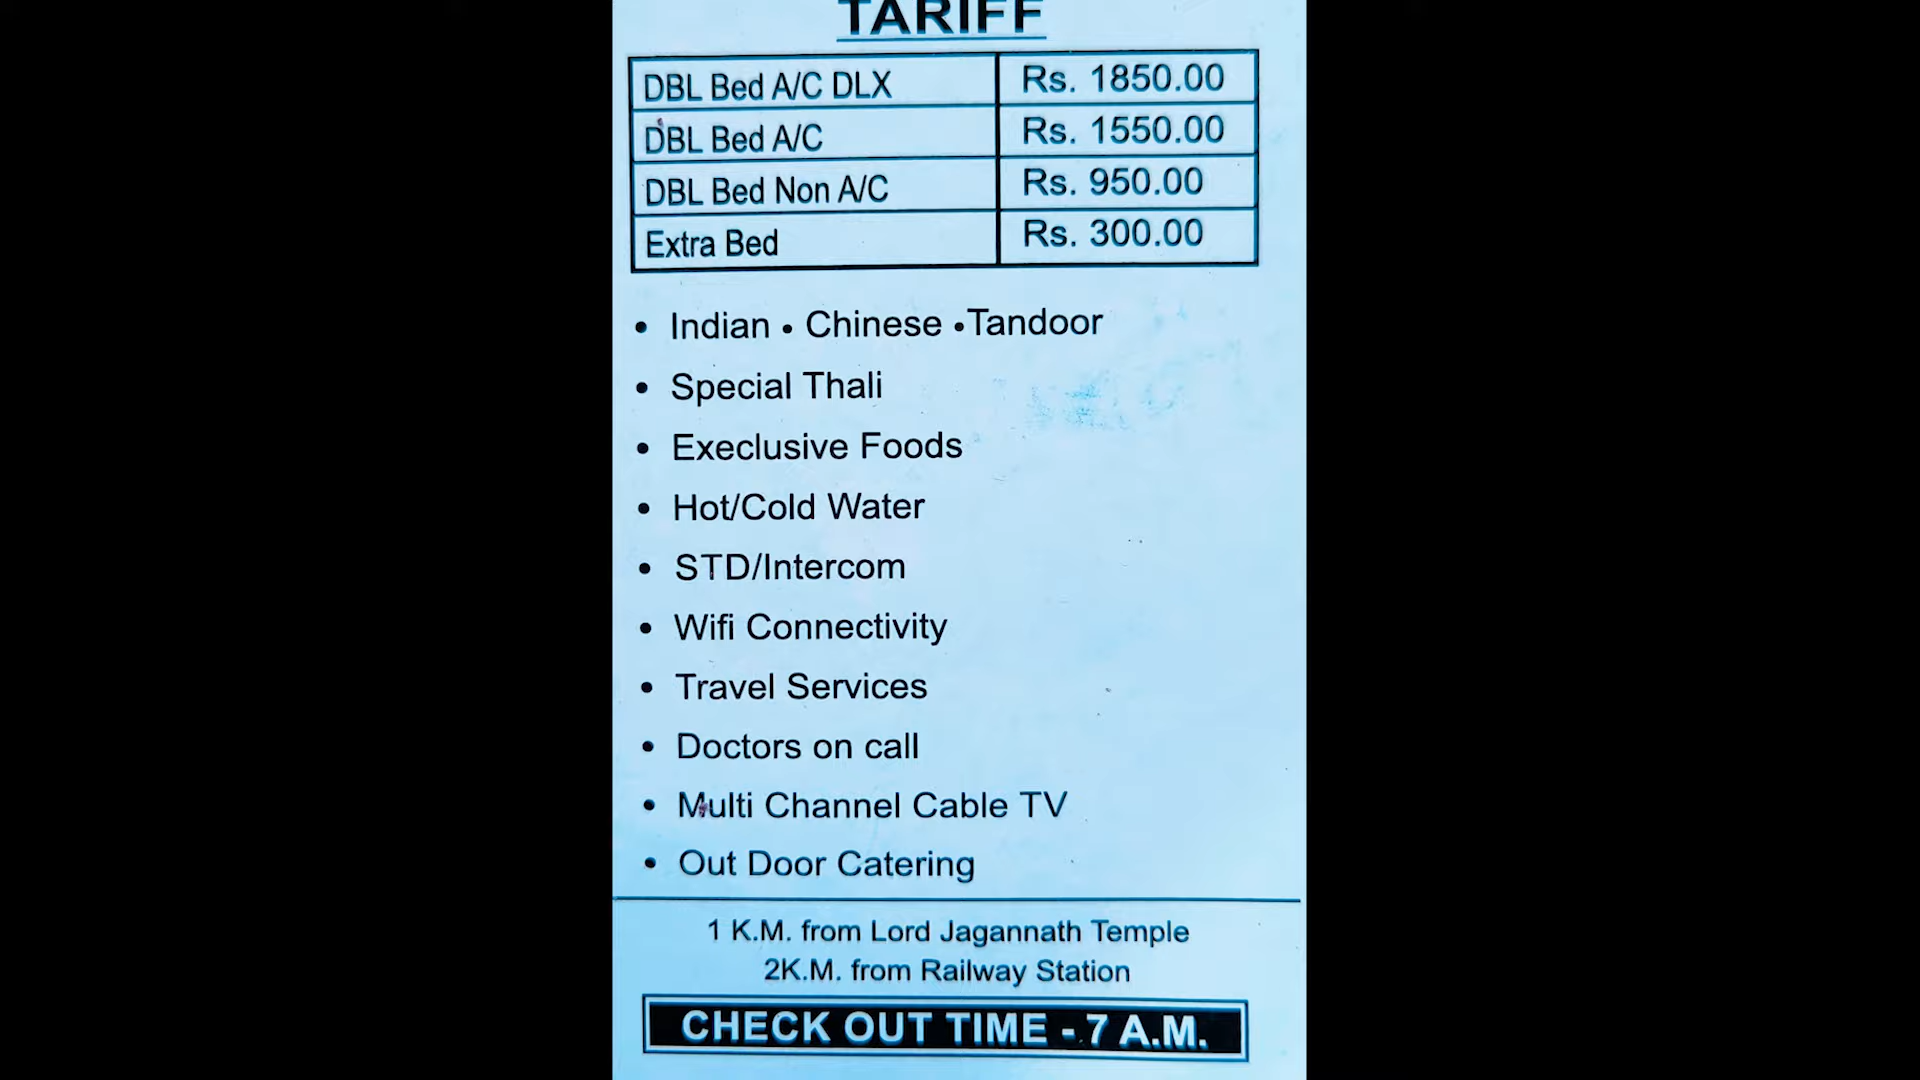 TARIFF
DBL Bed A/C DLX Rs. 1850.00
DBL Bed A/C Rs. 1550.00
DBL Bed Non A/C Rs. 950.00
Extra Bed Rs. 300.00
• Indian • Chinese •Tandoor
• Special Thali
• Execlusive Foods
• Hot/Cold Water
• STD/Intercom
• Wifi Connectivity
• Travel Services
• Doctors on call
• Multi Channel Cable TV
• Out Door Catering
1 K.M. from Lord Jagannath Temple
2K.M. from Railway Station
CHECK OUT TIME - 7 A.M.